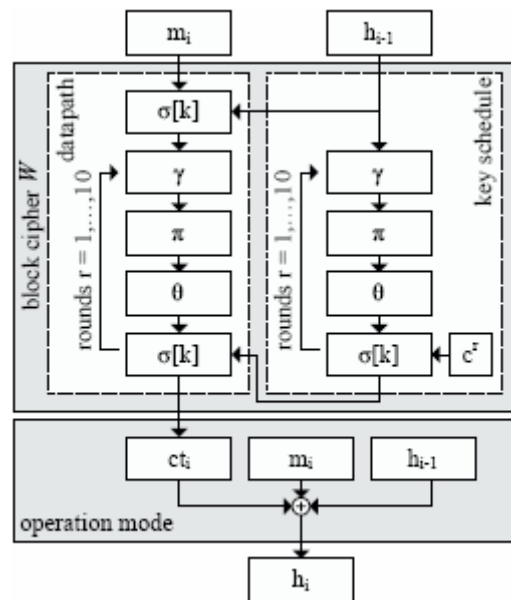 mᵢ
hᵢ₋₁
block cipher W
datapath
key schedule
σ[k]
rounds r = 1,…,10
γ
π
θ
σ[k]
rounds r = 1,…,10
γ
π
θ
σ[k]
cʳ
ctᵢ
mᵢ
hᵢ₋₁
+
operation mode
hᵢ